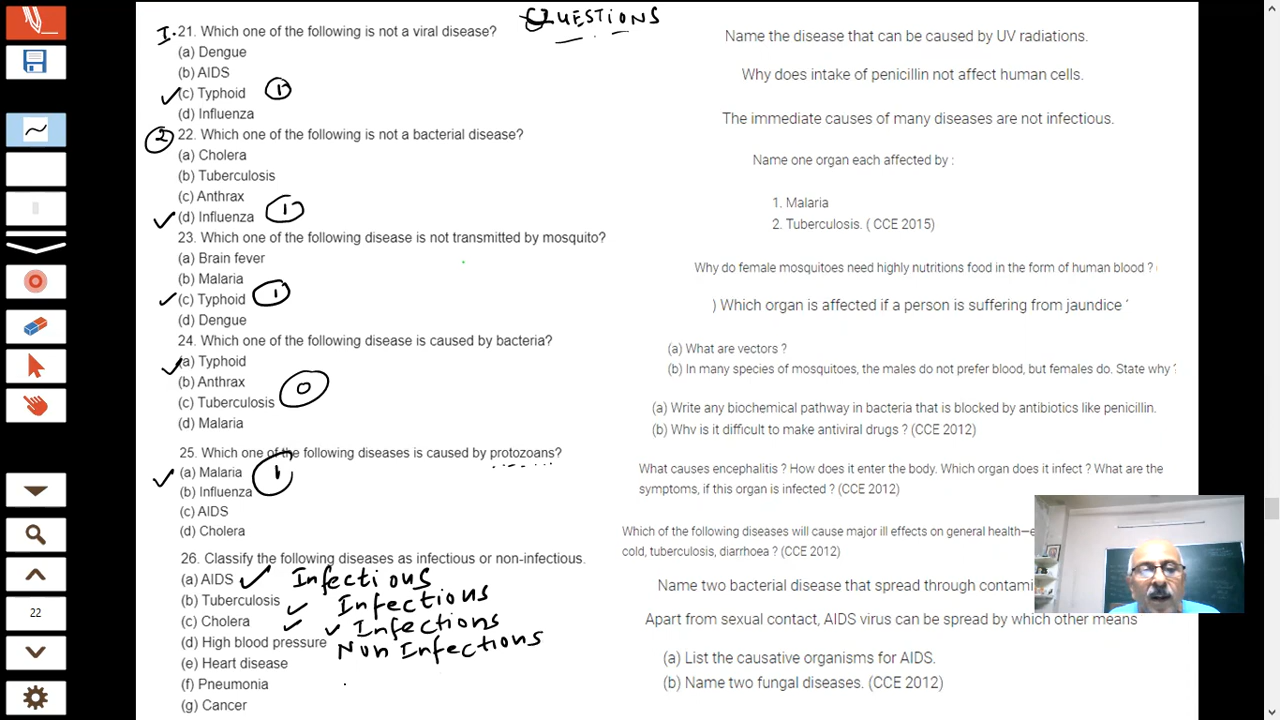 QUESTIONS
I. 21. Which one of the following is not a viral disease?
(a) Dengue
(b) AIDS
(c) Typhoid 1
(d) Influenza
2 22. Which one of the following is not a bacterial disease?
(a) Cholera
(b) Tuberculosis
(c) Anthrax
(d) Influenza 1
23. Which one of the following disease is not transmitted by mosquito?
(a) Brain fever
(b) Malaria
(c) Typhoid 1
(d) Dengue
24. Which one of the following disease is caused by bacteria?
(a) Typhoid
(b) Anthrax
(c) Tuberculosis 0
(d) Malaria
25. Which one of the following diseases is caused by protozoans?
(a) Malaria 1
(b) Influenza
(c) AIDS
(d) Cholera
26. Classify the following diseases as infectious or non-infectious.
(a) AIDS Infectious
(b) Tuberculosis Infectious
(c) Cholera Infectious
(d) High blood pressure Non Infectious
(e) Heart disease
(f) Pneumonia
(g) Cancer
Name the disease that can be caused by UV radiations.
Why does intake of penicillin not affect human cells.
The immediate causes of many diseases are not infectious.
Name one organ each affected by :
1. Malaria
2. Tuberculosis. ( CCE 2015)
Why do female mosquitoes need highly nutritions food in the form of human blood ? (
) Which organ is affected if a person is suffering from jaundice
(a) What are vectors ?
(b) In many species of mosquitoes, the males do not prefer blood, but females do. State why ?
(a) Write any biochemical pathway in bacteria that is blocked by antibiotics like penicillin.
(b) Why is it difficult to make antiviral drugs ? (CCE 2012)
What causes encephalitis ? How does it enter the body. Which organ does it infect ? What are the
symptoms, if this organ is infected ? (CCE 2012)
Which of the following diseases will cause major ill effects on general health—
cold, tuberculosis, diarrhoea ? (CCE 2012)
Name two bacterial disease that spread through
Apart from sexual contact, AIDS virus can be spread by which other means
(a) List the causative organisms for AIDS.
(b) Name two fungal diseases. (CCE 2012)
22